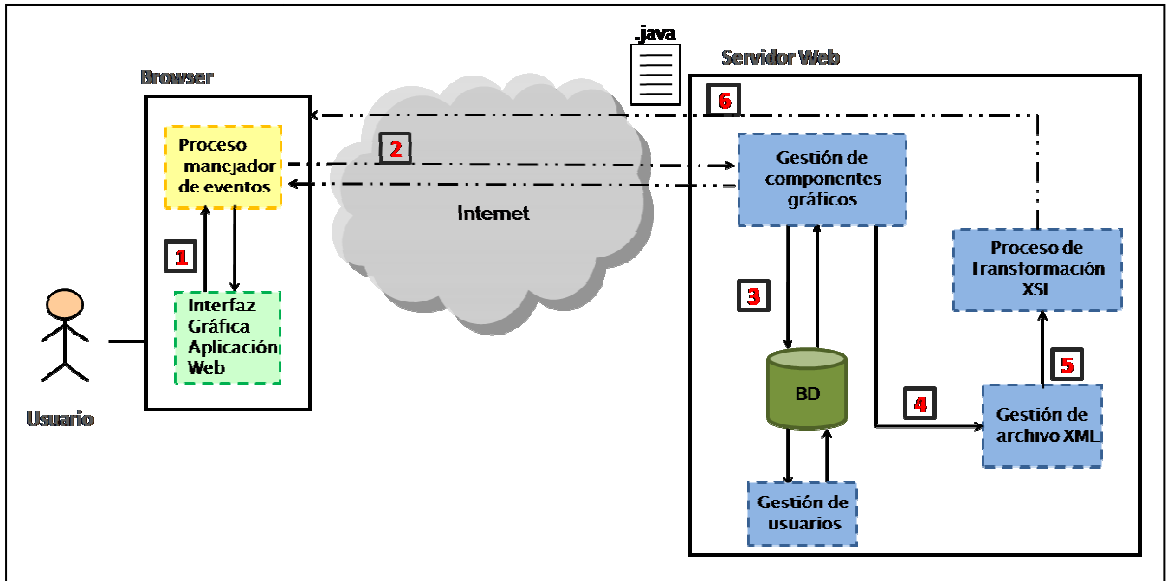 .java
Servidor Web
Browser
6
Proceso
manejador
de eventos
2
Gestión de
componentes
gráficos
Internet
1
Proceso de
Transformación
XSL
3
Interfaz
Gráfica
Aplicación
Web
5
BD
4
Gestión de
archivo XML
Usuario
Gestión de
usuarios